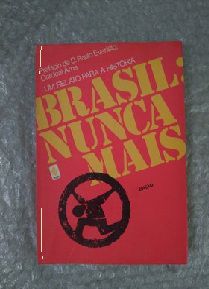 Prefácio de D. Paulo Evaristo,
Cardeal Arns
UM RELATO PARA A HISTÓRIA
BRASIL:
NUNCA
MAIS